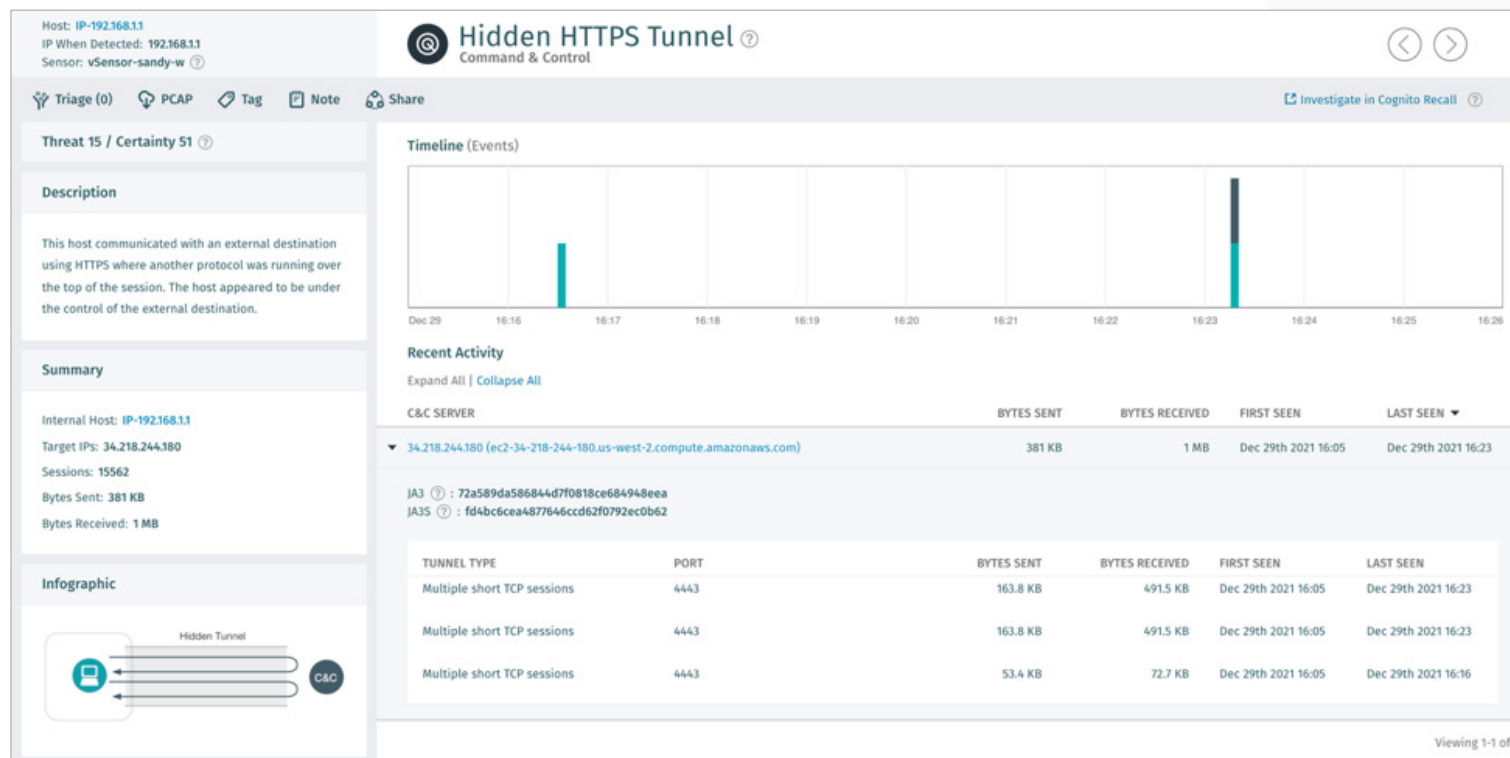 Host: IP-192.168.1.1
IP When Detected: 192.168.1.1
Sensor: vSensor-sandy-w ?
Hidden HTTPS Tunnel ?
Command & Control
Triage (0) PCAP Tag Note Share
Investigate in Cognito Recall ?
Threat 15 / Certainty 51 ?
Description
This host communicated with an external destination
using HTTPS where another protocol was running over
the top of the session. The host appeared to be under
the control of the external destination.
Summary
Internal Host: IP-192.168.1.1
Target IPs: 34.218.244.180
Sessions: 15562
Bytes Sent: 381 KB
Bytes Received: 1 MB
Infographic
Hidden Tunnel
C&C
Timeline (Events)
Dec 29 16:16 16:17 16:18 16:19 16:20 16:21 16:22 16:23 16:24 16:25 16:26
Recent Activity
Expand All | Collapse All
C&C SERVER BYTES SENT BYTES RECEIVED FIRST SEEN LAST SEEN
34.218.244.180 (ec2-34-218-244-180.us-west-2.compute.amazonaws.com) 381 KB 1 MB Dec 29th 2021 16:05 Dec 29th 2021 16:23
JA3 ? : 72a589da586844d7f0818ce684948eea
JA3S ? : fd4bc6cea4877646ccd62f0792ec0b62
TUNNEL TYPE PORT BYTES SENT BYTES RECEIVED FIRST SEEN LAST SEEN
Multiple short TCP sessions 4443 163.8 KB 491.5 KB Dec 29th 2021 16:05 Dec 29th 2021 16:23
Multiple short TCP sessions 4443 163.8 KB 491.5 KB Dec 29th 2021 16:05 Dec 29th 2021 16:23
Multiple short TCP sessions 4443 53.4 KB 72.7 KB Dec 29th 2021 16:05 Dec 29th 2021 16:16
Viewing 1-1 of